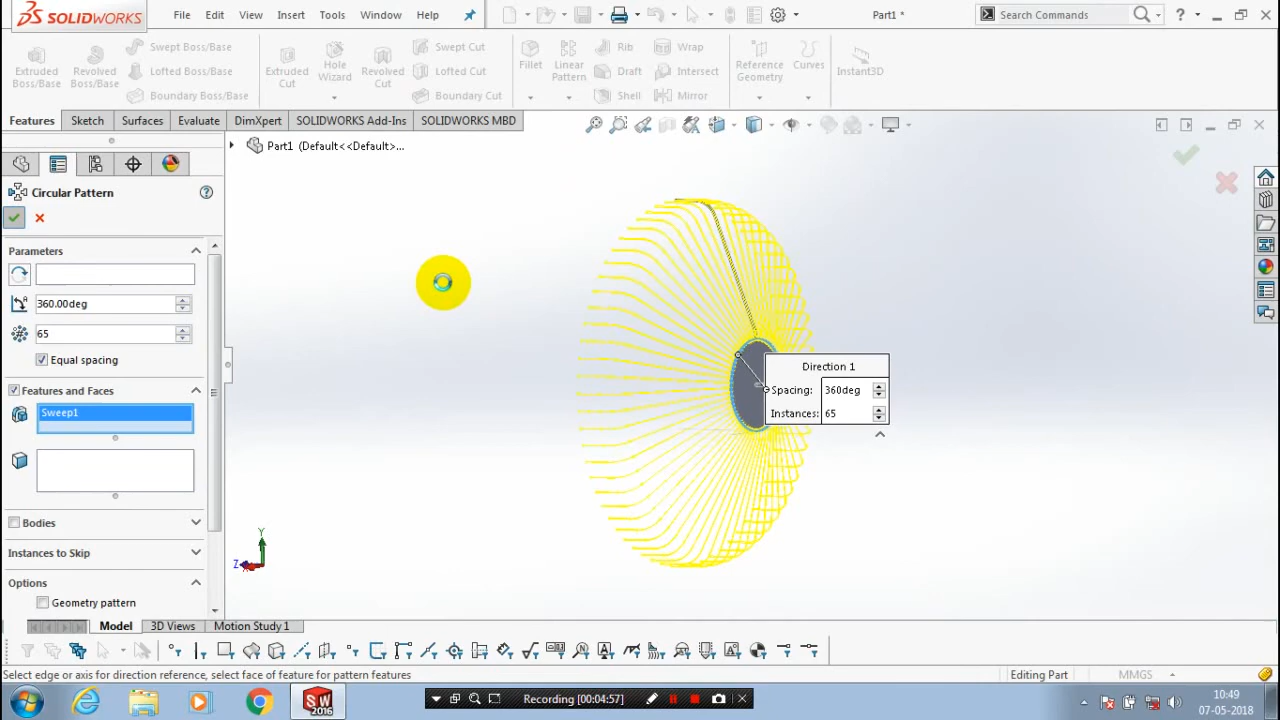 SOLIDWORKS File Edit View Insert Tools Window Help Part1 * Search Commands ?
Extruded Boss/Base Revolved Boss/Base Swept Boss/Base Lofted Boss/Base Boundary Boss/Base Extruded Cut Hole Wizard Revolved Cut Swept Cut Lofted Cut Boundary Cut Fillet Linear Pattern Rib Draft Shell Wrap Intersect Mirror Reference Geometry Curves Instant3D
Features Sketch Surfaces Evaluate DimXpert SOLIDWORKS Add-Ins SOLIDWORKS MBD
Part1 (Default<<Default>...
Circular Pattern ?
Parameters
360.00deg
65
Equal spacing
Features and Faces
Sweep1
Bodies
Instances to Skip
Options
Geometry pattern
Direction 1
Spacing: 360deg
Instances: 65
Y
Z
Model 3D Views Motion Study 1
Select edge or axis for direction reference, select face of feature for pattern features Editing Part MMGS
SW 2016 Recording [00:04:57] 10:49
07-05-2018